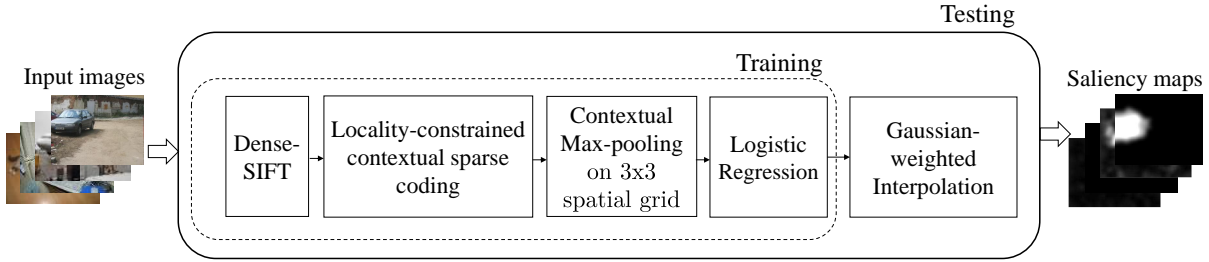 Testing
Training
Input images
Saliency maps
Dense-
SIFT
Locality-constrained
contextual sparse
coding
Contextual
Max-pooling
on 3x3
spatial grid
Logistic
Regression
Gaussian-
weighted
Interpolation